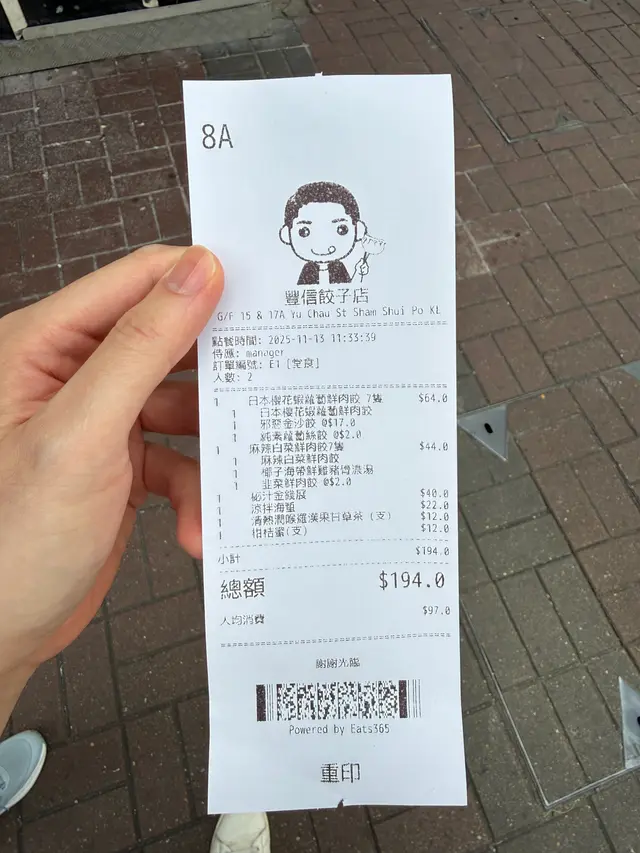 8A
豐信餃子店
G/F 15 & 17A Yu Chau St Sham Shui Po KL
點餐時間: 2025-11-13 11:33:39
侍應: manager
訂單編號: E1 [堂食]
人數: 2
1 日本櫻花蝦蘿蔔鮮肉餃 7隻 $64.0
1 日本櫻花蝦蘿蔔鮮肉餃
1 邪惡金沙餃 @$17.0
1 純素蘿蔔絲餃 @$2.0
1 麻辣白菜鮮肉餃7隻 $44.0
1 麻辣白菜鮮肉餃
1 椰子海帶鮮雞豬骨濃湯
1 韭菜鮮肉餃 @$2.0
1 秘汁金錢𦟌 $40.0
1 涼拌海蜇 $22.0
1 清熱潤喉羅漢果甘草茶 (支) $12.0
1 柑桔蜜(支) $12.0
小計 $194.0
總額 $194.0
人均消費 $97.0
謝謝光臨
Powered by Eats365
重印